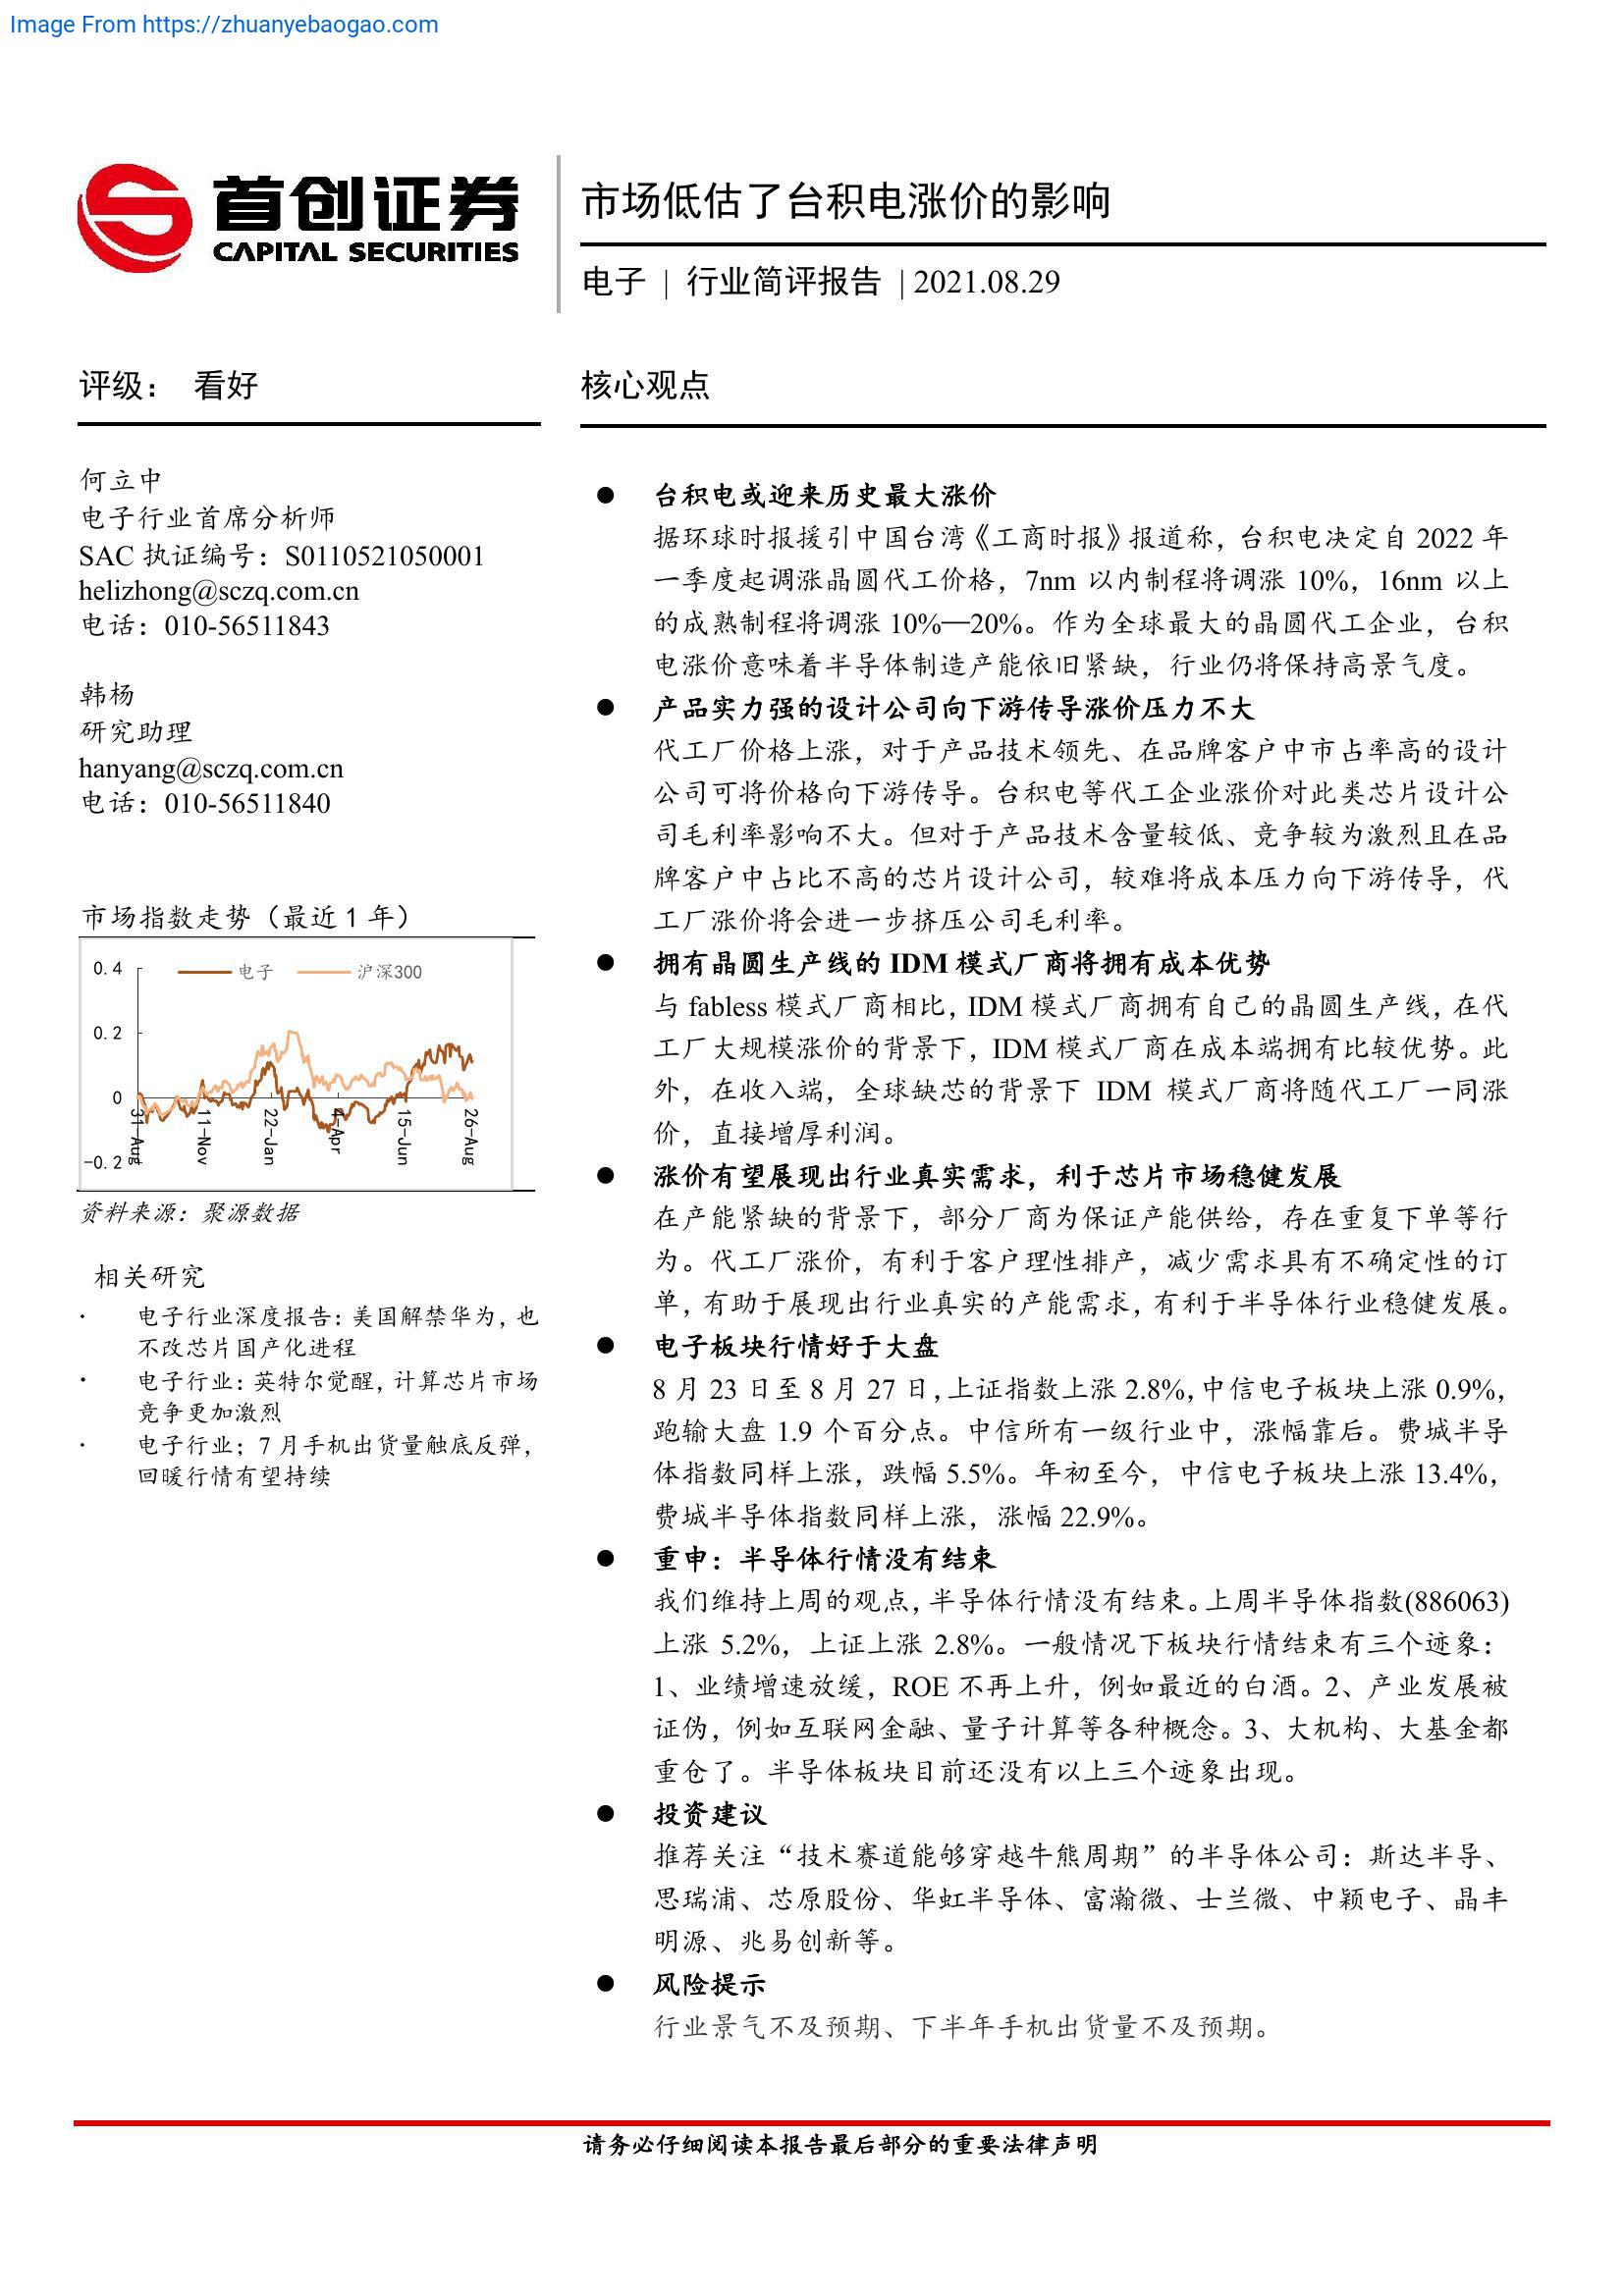 Image From https://zhuanyebaogao.com
首创证券
CAPITAL SECURITIES
市场低估了台积电涨价的影响
电子 | 行业简评报告 | 2021.08.29
评级： 看好
何立中
电子行业首席分析师
SAC 执证编号：S0110521050001
helizhong@sczq.com.cn
电话：010-56511843
韩杨
研究助理
hanyang@sczq.com.cn
电话：010-56511840
市场指数走势（最近 1 年）
电子 沪深300
0.4
0.2
0
-0.2
31-Aug 11-Nov 22-Jan 4-Apr 15-Jun 26-Aug
资料来源：聚源数据
相关研究
· 电子行业深度报告：美国解禁华为，也
不改芯片国产化进程
· 电子行业：英特尔觉醒，计算芯片市场
竞争更加激烈
· 电子行业；7 月手机出货量触底反弹，
回暖行情有望持续
核心观点
● 台积电或迎来历史最大涨价
据环球时报援引中国台湾《工商时报》报道称，台积电决定自 2022 年
一季度起调涨晶圆代工价格，7nm 以内制程将调涨 10%，16nm 以上
的成熟制程将调涨 10%—20%。作为全球最大的晶圆代工企业，台积
电涨价意味着半导体制造产能依旧紧缺，行业仍将保持高景气度。
● 产品实力强的设计公司向下游传导涨价压力不大
代工厂价格上涨，对于产品技术领先、在品牌客户中市占率高的设计
公司可将价格向下游传导。台积电等代工企业涨价对此类芯片设计公
司毛利率影响不大。但对于产品技术含量较低、竞争较为激烈且在品
牌客户中占比不高的芯片设计公司，较难将成本压力向下游传导，代
工厂涨价将会进一步挤压公司毛利率。
● 拥有晶圆生产线的 IDM 模式厂商将拥有成本优势
与 fabless 模式厂商相比，IDM 模式厂商拥有自己的晶圆生产线，在代
工厂大规模涨价的背景下，IDM 模式厂商在成本端拥有比较优势。此
外，在收入端，全球缺芯的背景下 IDM 模式厂商将随代工厂一同涨
价，直接增厚利润。
● 涨价有望展现出行业真实需求，利于芯片市场稳健发展
在产能紧缺的背景下，部分厂商为保证产能供给，存在重复下单等行
为。代工厂涨价，有利于客户理性排产，减少需求具有不确定性的订
单，有助于展现出行业真实的产能需求，有利于半导体行业稳健发展。
● 电子板块行情好于大盘
8 月 23 日至 8 月 27 日，上证指数上涨 2.8%，中信电子板块上涨 0.9%，
跑输大盘 1.9 个百分点。中信所有一级行业中，涨幅靠后。费城半导
体指数同样上涨，跌幅 5.5%。年初至今，中信电子板块上涨 13.4%，
费城半导体指数同样上涨，涨幅 22.9%。
● 重申：半导体行情没有结束
我们维持上周的观点，半导体行情没有结束。上周半导体指数(886063)
上涨 5.2%，上证上涨 2.8%。一般情况下板块行情结束有三个迹象：
1、业绩增速放缓，ROE 不再上升，例如最近的白酒。2、产业发展被
证伪，例如互联网金融、量子计算等各种概念。3、大机构、大基金都
重仓了。半导体板块目前还没有以上三个迹象出现。
● 投资建议
推荐关注“技术赛道能够穿越牛熊周期”的半导体公司：斯达半导、
思瑞浦、芯原股份、华虹半导体、富瀚微、士兰微、中颖电子、晶丰
明源、兆易创新等。
● 风险提示
行业景气不及预期、下半年手机出货量不及预期。
请务必仔细阅读本报告最后部分的重要法律声明